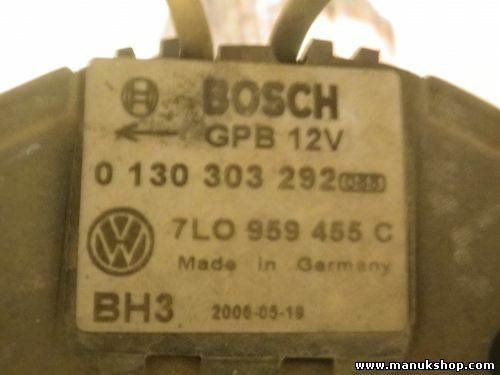 BOSCH
GPB 12V
0 130 303 292
7L0 959 455 C
Made in Germany
BH3 2006-05-19
www.manukshop.com